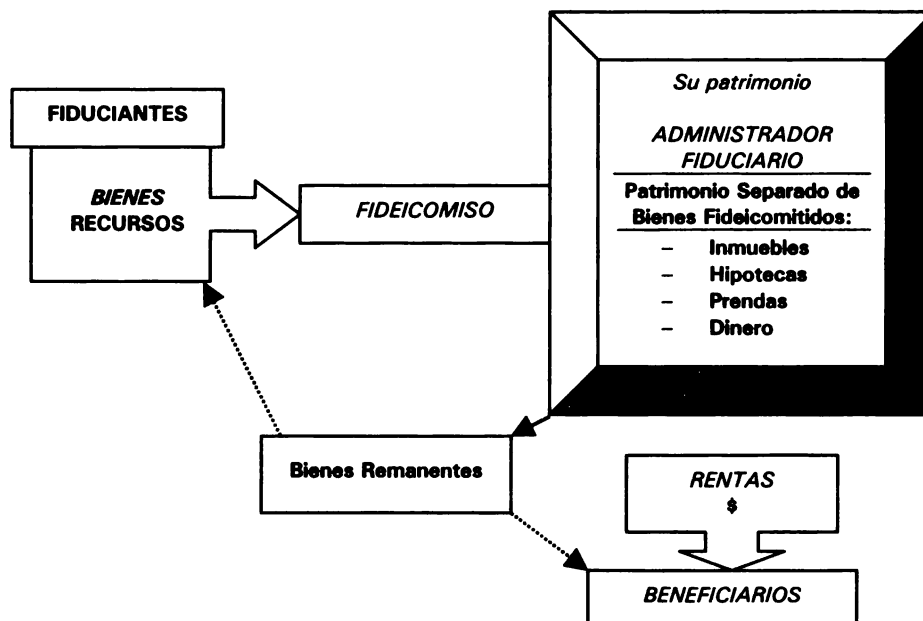 FIDUCIANTES
BIENES
RECURSOS
FIDEICOMISO
Su patrimonio
ADMINISTRADOR
FIDUCIARIO
Patrimonio Separado de
Bienes Fideicomitidos:
– Inmuebles
– Hipotecas
– Prendas
– Dinero
Bienes Remanentes
RENTAS
$
BENEFICIARIOS